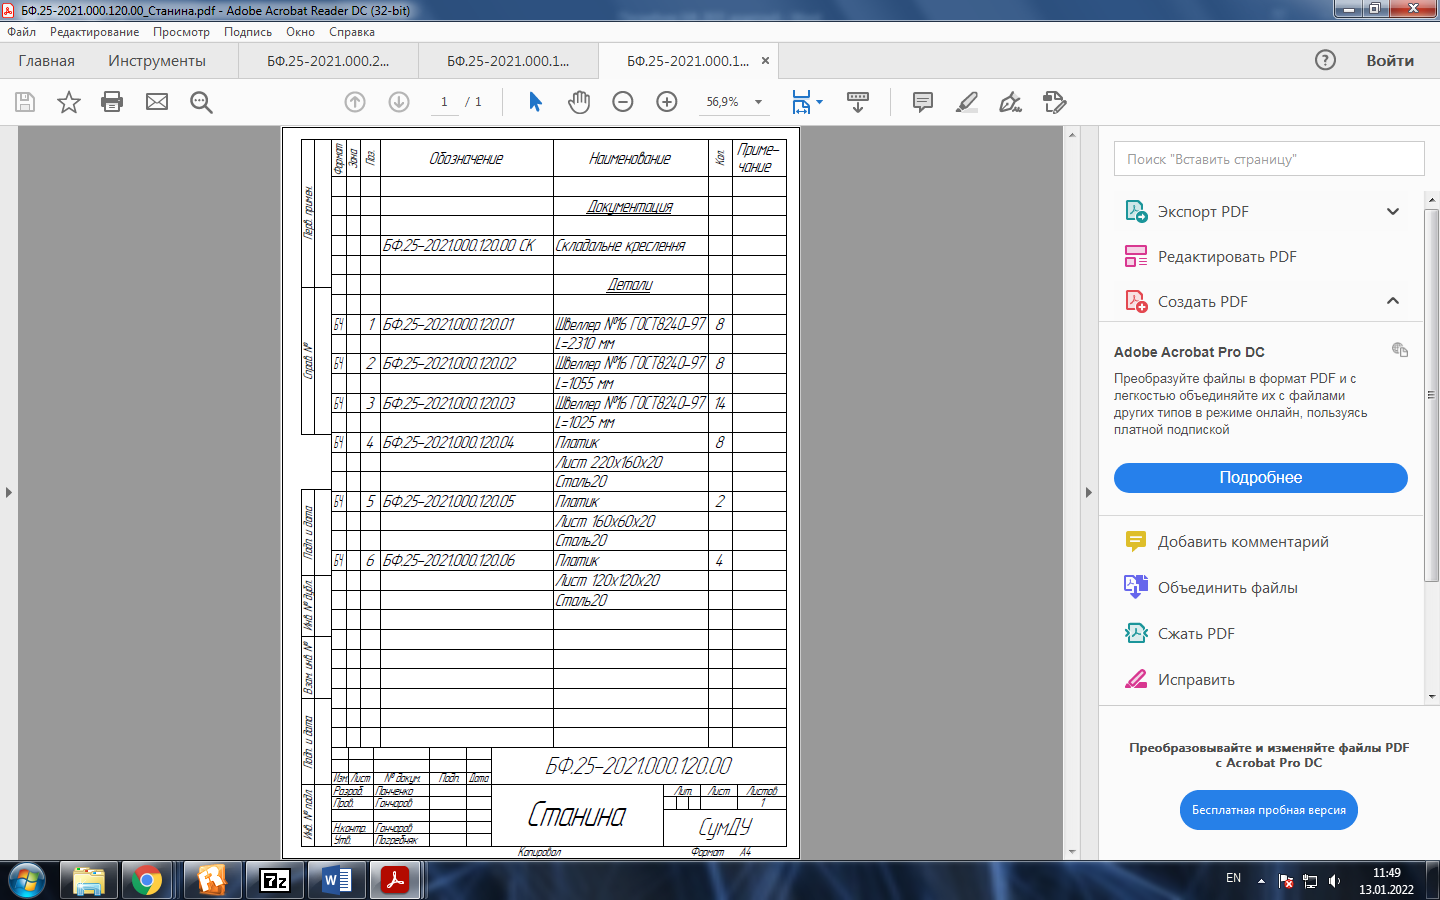 БФ.25-2021.000.120.00_Станина.pdf - Adobe Acrobat Reader DC (32-bit)
Файл Редактирование Просмотр Подпись Окно Справка
Главная Инструменты БФ.25-2021.000.2... БФ.25-2021.000.1... БФ.25-2021.000.1... Войти
1 / 1 56,9%
Формат Зона Поз. Обозначение Наименование Кол. Приме-
чание
Перв. примен.
Документация
БФ.25-2021.000.120.00 СК Складальне креслення
Детали
Справ. №
БЧ 1 БФ.25-2021.000.120.01 Швеллер №16 ГОСТ8240-97 8
L=2310 мм
БЧ 2 БФ.25-2021.000.120.02 Швеллер №16 ГОСТ8240-97 8
L=1055 мм
БЧ 3 БФ.25-2021.000.120.03 Швеллер №16 ГОСТ8240-97 14
L=1025 мм
БЧ 4 БФ.25-2021.000.120.04 Платик 8
Лист 220х160х20
Сталь20
БЧ 5 БФ.25-2021.000.120.05 Платик 2
Лист 160х60х20
Сталь20
БЧ 6 БФ.25-2021.000.120.06 Платик 4
Лист 120х120х20
Сталь20
Подп. и дата
Инв. № дубл.
Взам. инв. №
Подп. и дата
Инв. № подл.
БФ.25-2021.000.120.00
Изм. Лист № докум. Подп. Дата
Разраб. Панченко
Пров. Гончаров
Н.контр. Гончаров
Утв. Погребняк
Станина
Лит. Лист Листов
1
СумДУ
Копировал Формат А4
Поиск "Вставить страницу"
Экспорт PDF
Редактировать PDF
Создать PDF
Adobe Acrobat Pro DC
Преобразуйте файлы в формат PDF и с
легкостью объединяйте их с файлами
других типов в режиме онлайн, пользуясь
платной подпиской
Подробнее
Добавить комментарий
Объединить файлы
Сжать PDF
Исправить
Преобразовывайте и изменяйте файлы PDF
с Acrobat Pro DC
Бесплатная пробная версия
7z
EN
11:49
13.01.2022